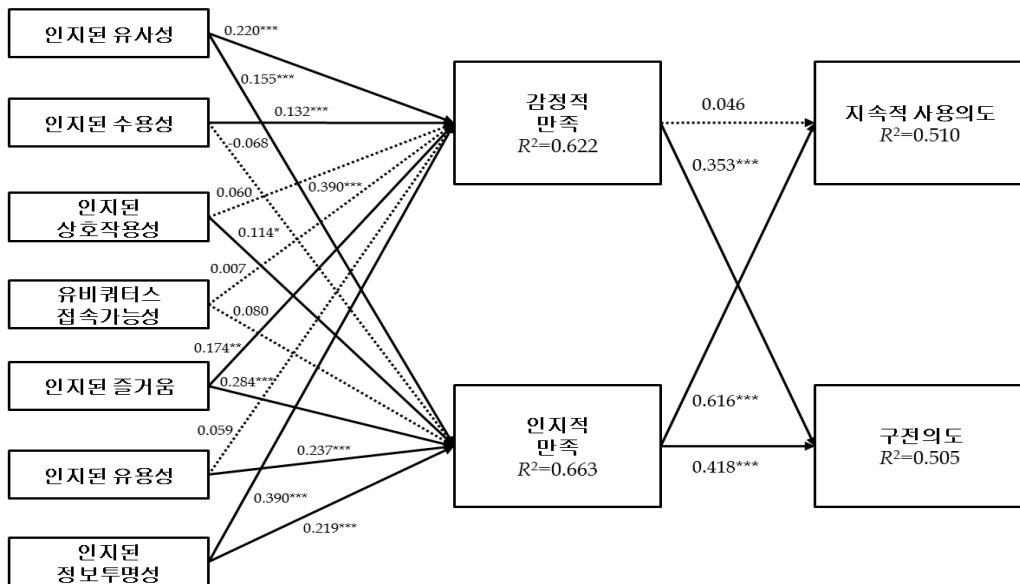 인지된 유사성
인지된 수용성
인지된
상호작용성
유비쿼터스
접속가능성
인지된 즐거움
인지된 유용성
인지된
정보투명성
0.220***
0.155***
0.132***
-0.068
0.060
0.390***
0.114*
0.007
0.080
0.174**
0.284***
0.059
0.237***
0.390***
0.219***
감정적
만족
R²=0.622
인지적
만족
R²=0.663
0.046
0.353***
0.616***
0.418***
지속적 사용의도
R²=0.510
구전의도
R²=0.505